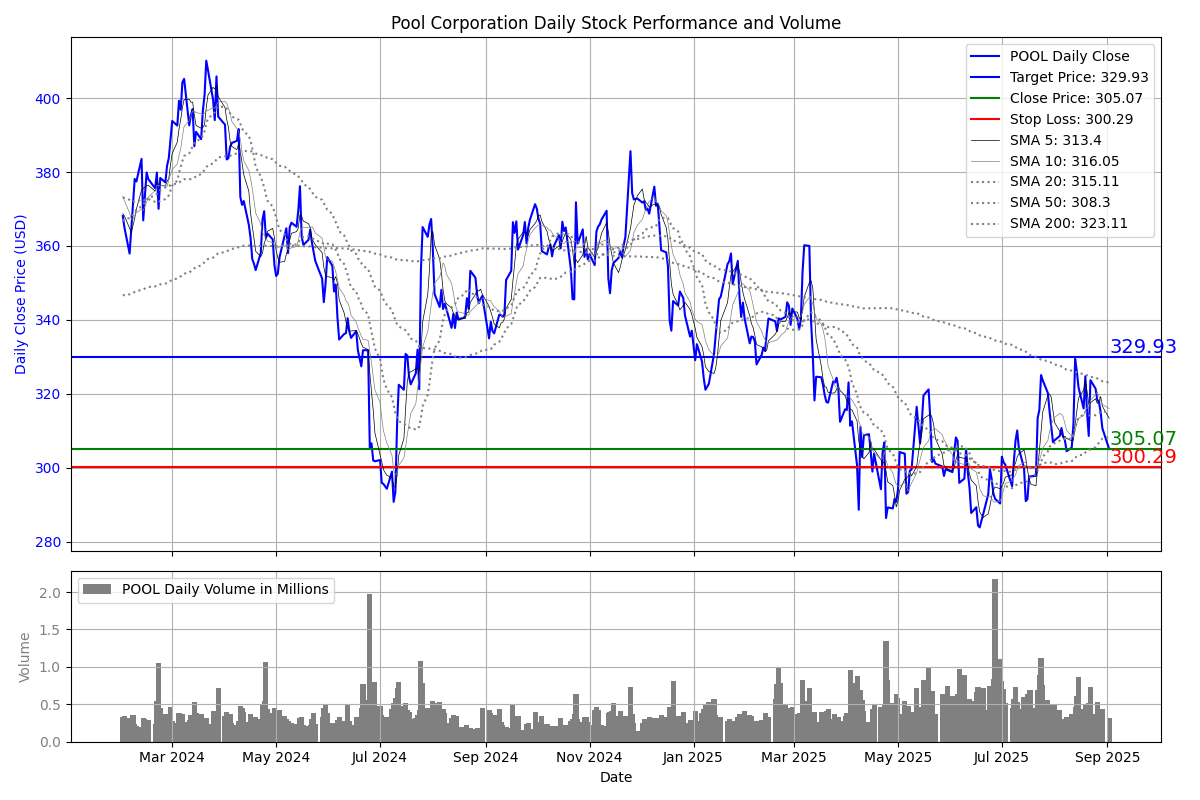 Pool Corporation Daily Stock Performance and Volume
Daily Close Price (USD)
400
380
360
340
320
300
280
POOL Daily Close
Target Price: 329.93
Close Price: 305.07
Stop Loss: 300.29
SMA 5: 313.4
SMA 10: 316.05
SMA 20: 315.11
SMA 50: 308.3
SMA 200: 323.11
329.93
305.07
300.29
Volume
2.0
1.5
1.0
0.5
0.0
POOL Daily Volume in Millions
Mar 2024 May 2024 Jul 2024 Sep 2024 Nov 2024 Jan 2025 Mar 2025 May 2025 Jul 2025 Sep 2025
Date